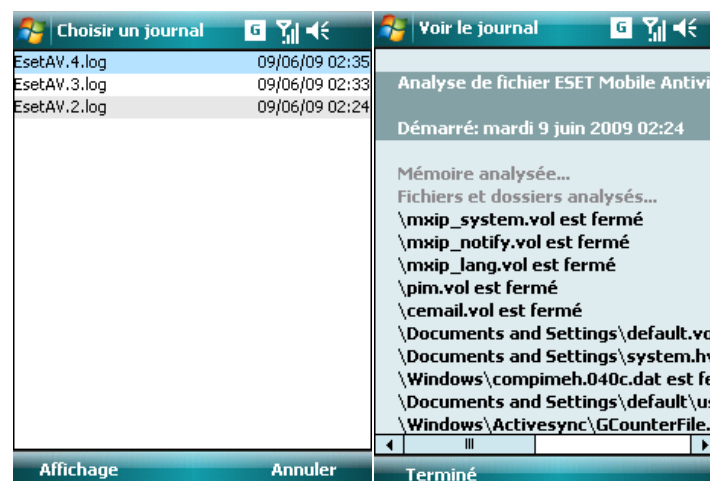 Choisir un journal G
EsetAV.4.log 09/06/09 02:35
EsetAV.3.log 09/06/09 02:33
EsetAV.2.log 09/06/09 02:24
Affichage Annuler
Voir le journal G
Analyse de fichier ESET Mobile Antivi
Démarré: mardi 9 juin 2009 02:24
Mémoire analysée...
Fichiers et dossiers analysés...
\mxip_system.vol est fermé
\mxip_notify.vol est fermé
\mxip_lang.vol est fermé
\pim.vol est fermé
\cemail.vol est fermé
\Documents and Settings\default.vo
\Documents and Settings\system.hv
\Windows\compimeh.040c.dat est fe
\Documents and Settings\default\us
\Windows\Activesync\GCounterFile.
Terminé